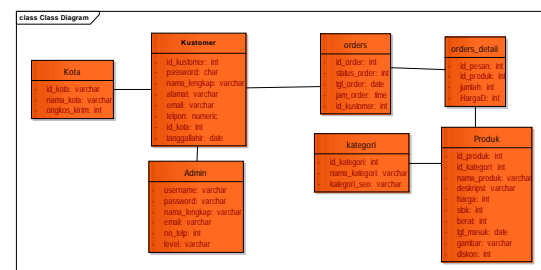 class Class Diagram
Kota
- id_kota: varchar
- nama_kota: varchar
- ongkos_kirim: int
Kustomer
- id_kustomer: int
- password: char
- nama_lengkap: varchar
- alamat: varchar
- email: varchar
- telpon: numeric
- id_kota: int
- tanggallahir: date
Admin
- username: varchar
- password: varchar
- nama_lengkap: varchar
- email: varchar
- no_telp: int
- level: varchar
orders
- id_order: int
- status_order: int
- tgl_order: date
- jam_order: time
- id_kustomer: int
orders_detail
- id_pesan: int
- id_produk: int
- jumlah: int
- HargaD: int
kategori
- id_kategori: int
- nama_kategori: varchar
- kategori_seo: varchar
Produk
- id_produk: int
- id_kategori: int
- nama_produk: varchar
- deskripsi: varchar
- harga: int
- stok: int
- berat: int
- tgl_masuk: date
- gambar: varchar
- diskon: int